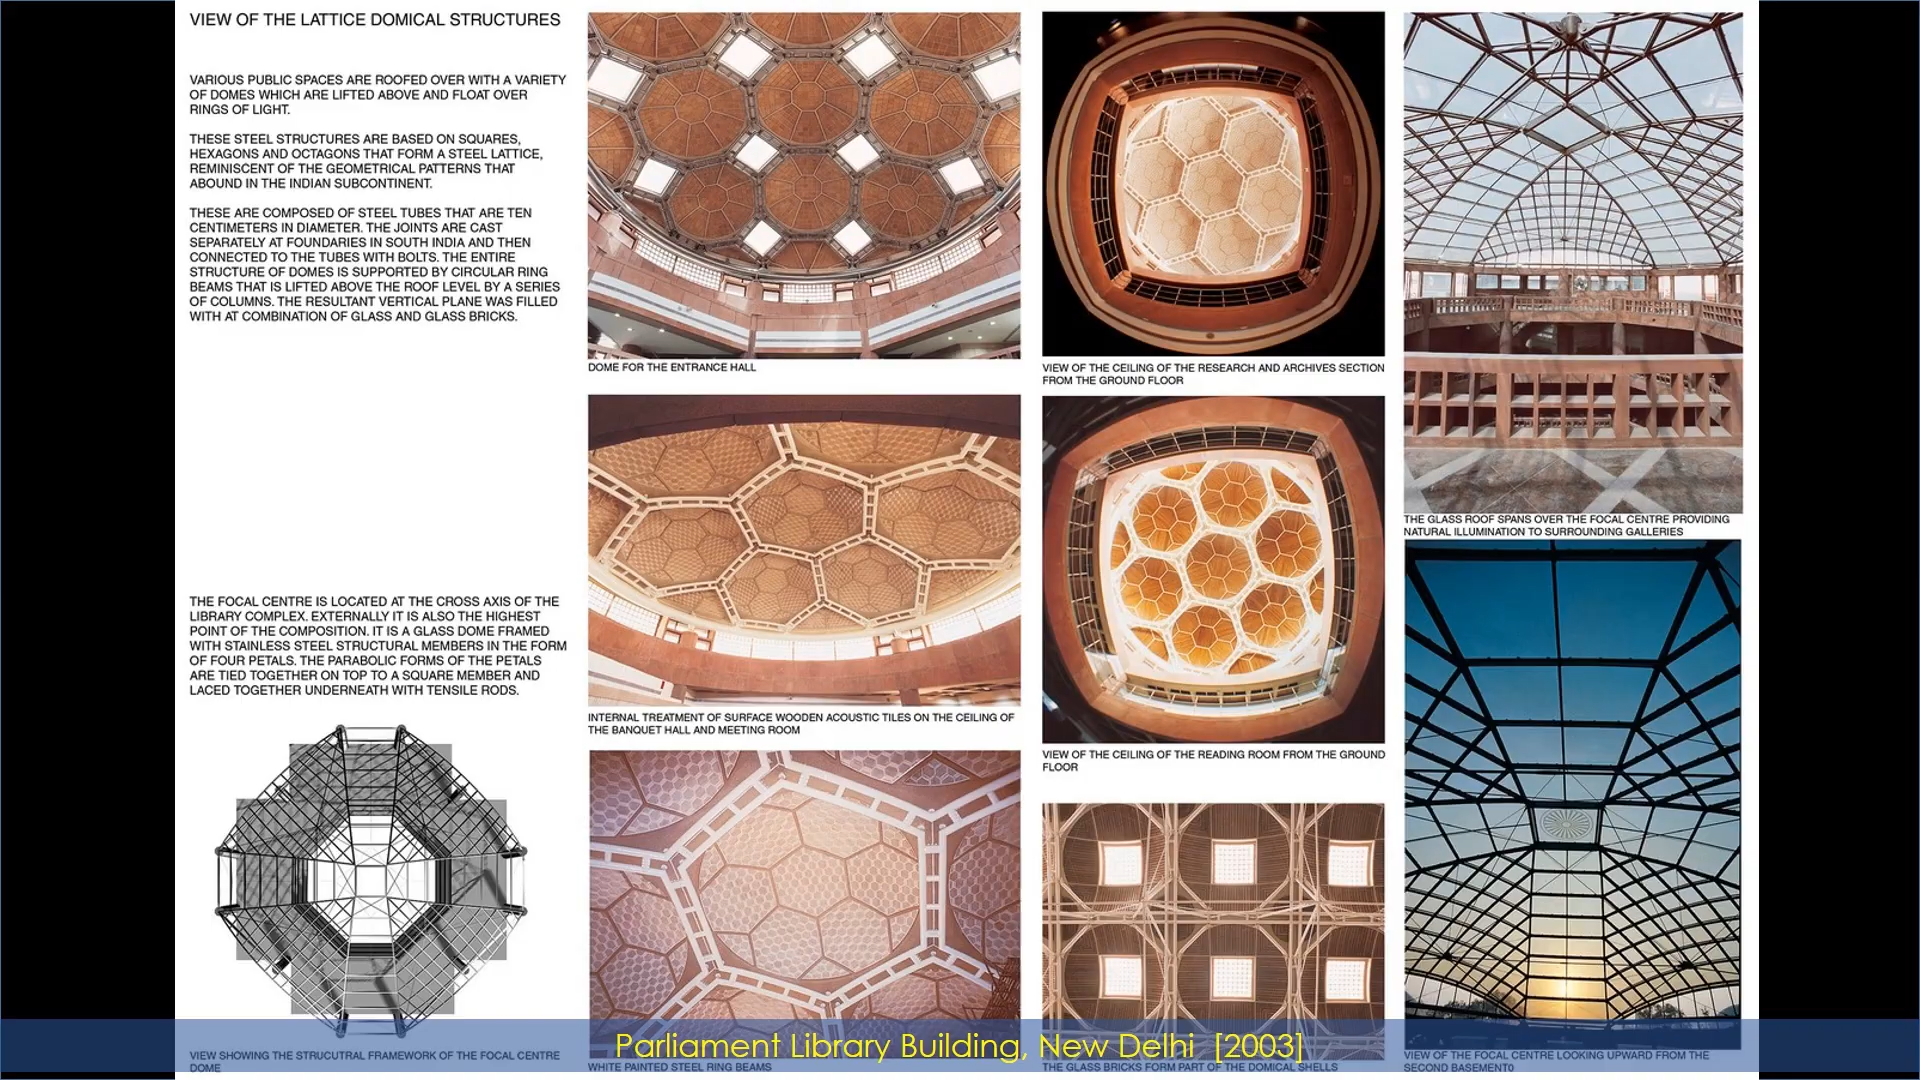 VIEW OF THE LATTICE DOMICAL STRUCTURES
VARIOUS PUBLIC SPACES ARE ROOFED OVER WITH A VARIETY
OF DOMES WHICH ARE LIFTED ABOVE AND FLOAT OVER
RINGS OF LIGHT.
THESE STEEL STRUCTURES ARE BASED ON SQUARES,
HEXAGONS AND OCTAGONS THAT FORM A STEEL LATTICE,
REMINISCENT OF THE GEOMETRICAL PATTERNS THAT
ABOUND IN THE INDIAN SUBCONTINENT.
THESE ARE COMPOSED OF STEEL TUBES THAT ARE TEN
CENTIMETERS IN DIAMETER. THE JOINTS ARE CAST
SEPARATELY AT FOUNDARIES IN SOUTH INDIA AND THEN
CONNECTED TO THE TUBES WITH BOLTS. THE ENTIRE
STRUCTURE OF DOMES IS SUPPORTED BY CIRCULAR RING
BEAMS THAT IS LIFTED ABOVE THE ROOF LEVEL BY A SERIES
OF COLUMNS. THE RESULTANT VERTICAL PLANE WAS FILLED
WITH AT COMBINATION OF GLASS AND GLASS BRICKS.
THE FOCAL CENTRE IS LOCATED AT THE CROSS AXIS OF THE
LIBRARY COMPLEX. EXTERNALLY IT IS ALSO THE HIGHEST
POINT OF THE COMPOSITION. IT IS A GLASS DOME FRAMED
WITH STAINLESS STEEL STRUCTURAL MEMBERS IN THE FORM
OF FOUR PETALS. THE PARABOLIC FORMS OF THE PETALS
ARE TIED TOGETHER ON TOP TO A SQUARE MEMBER AND
LACED TOGETHER UNDERNEATH WITH TENSILE RODS.
VIEW SHOWING THE STRUCUTRAL FRAMEWORK OF THE FOCAL CENTRE
DOME
DOME FOR THE ENTRANCE HALL
INTERNAL TREATMENT OF SURFACE WOODEN ACOUSTIC TILES ON THE CEILING OF
THE BANQUET HALL AND MEETING ROOM
WHITE PAINTED STEEL RING BEAMS
VIEW OF THE CEILING OF THE RESEARCH AND ARCHIVES SECTION
FROM THE GROUND FLOOR
VIEW OF THE CEILING OF THE READING ROOM FROM THE GROUND
FLOOR
THE GLASS BRICKS FORM PART OF THE DOMICAL SHELLS
THE GLASS ROOF SPANS OVER THE FOCAL CENTRE PROVIDING
NATURAL ILLUMINATION TO SURROUNDING GALLERIES
VIEW OF THE FOCAL CENTRE LOOKING UPWARD FROM THE
SECOND BASEMENT0
Parliament Library Building, New Delhi [2003]